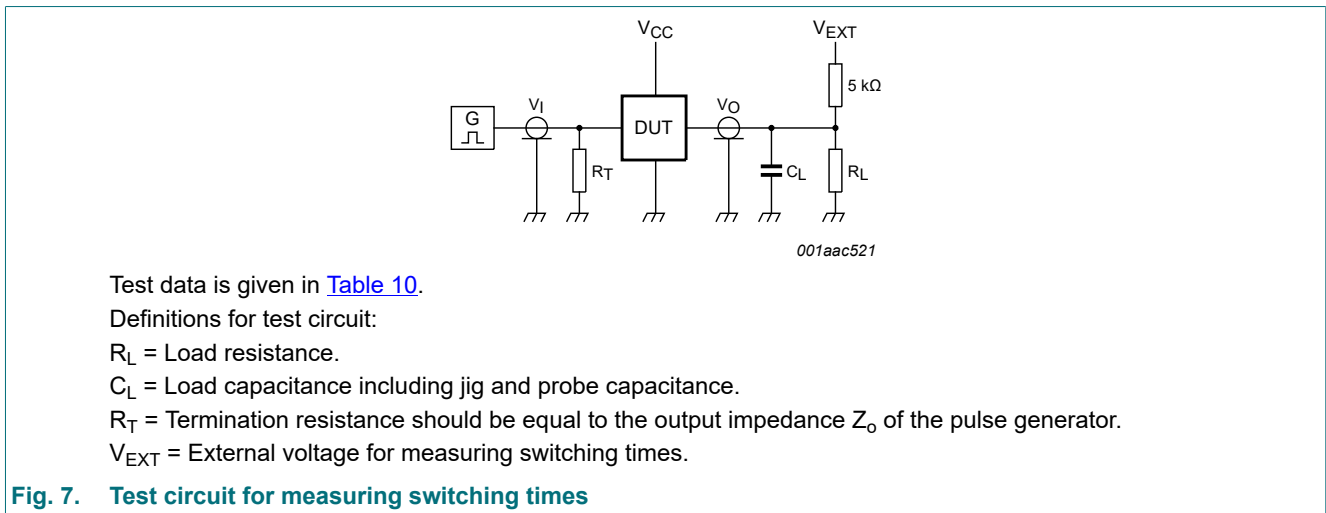 VCC
VEXT
5 kΩ
G
VI
DUT
VO
RT
CL
RL
001aac521
Test data is given in Table 10.
Definitions for test circuit:
RL = Load resistance.
CL = Load capacitance including jig and probe capacitance.
RT = Termination resistance should be equal to the output impedance Zo of the pulse generator.
VEXT = External voltage for measuring switching times.
Fig. 7. Test circuit for measuring switching times